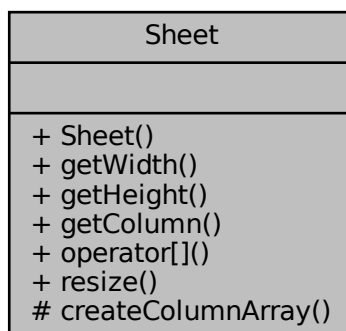 Sheet
+ Sheet()
+ getWidth()
+ getHeight()
+ getColumn()
+ operator[]()
+ resize()
# createColumnArray()